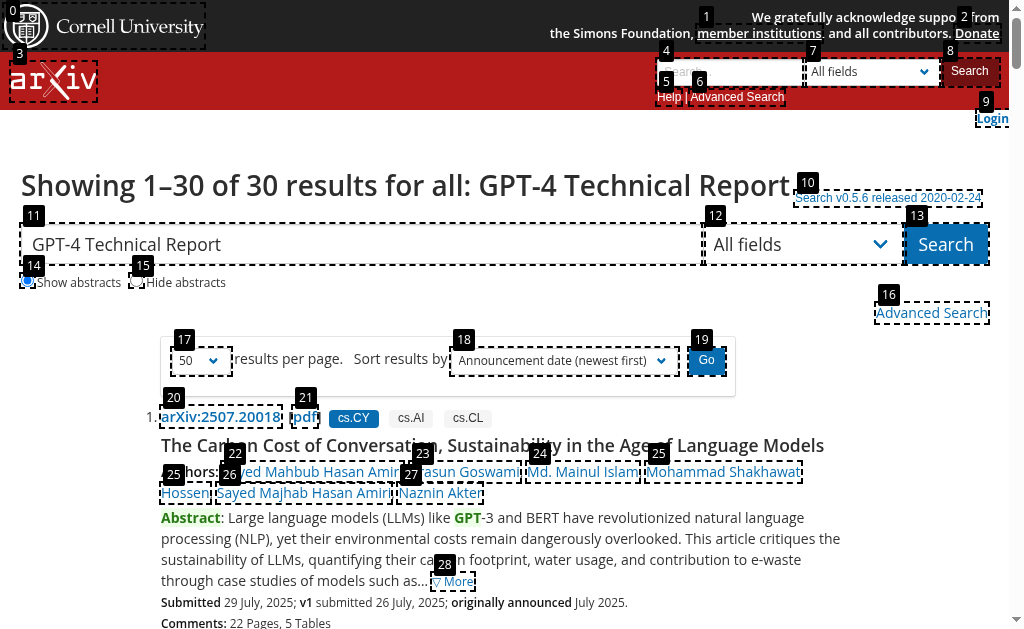 0
Cornell University
1
2
We gratefully acknowledge support from
the Simons Foundation, member institutions, and all contributors. Donate
3
arXiv
4
7
8
Search...
All fields
Search
5
6
Help | Advanced Search
9
Login
Showing 1–30 of 30 results for all: GPT-4 Technical Report
10
Search v0.5.6 released 2020-02-24
11
12
13
GPT-4 Technical Report
All fields
Search
14
15
Show abstracts
Hide abstracts
16
Advanced Search
17
18
19
50
results per page.
Sort results by
Announcement date (newest first)
Go
20
21
1. arXiv:2507.20018
pdf
cs.CY
cs.AI
cs.CL
The Carbon Cost of Conversation, Sustainability in the Age of Language Models
22
23
24
25
Authors: Sayed Mahbub Hasan Amiri, Prasun Goswami, Md. Mainul Islam, Mohammad Shakhawat
25
26
27
Hossen, Sayed Majhab Hasan Amiri, Naznin Akter
Abstract: Large language models (LLMs) like GPT-3 and BERT have revolutionized natural language
processing (NLP), yet their environmental costs remain dangerously overlooked. This article critiques the
sustainability of LLMs, quantifying their carbon footprint, water usage, and contribution to e-waste
28
through case studies of models such as… ▽ More
Submitted 29 July, 2025; v1 submitted 26 July, 2025; originally announced July 2025.
Comments: 22 Pages, 5 Tables